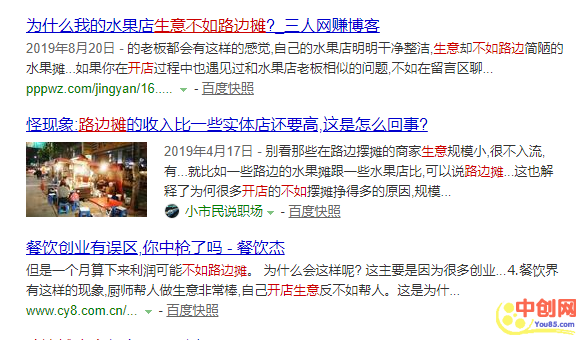 为什么我的水果店生意不如路边摊?_三人网赚博客
2019年8月20日 - 的老板都会有这样的感觉,自己的水果店明明干净整洁,生意却不如路边简陋的
水果摊...如果你在开店过程中也遇见过和水果店老板相似的问题,不如在留言区聊...
pppwz.com/jingyan/16..... - 百度快照
怪现象:路边摊的收入比一些实体店还要高,这是怎么回事?
2019年4月17日 - 别看那些在路边摆摊的商家生意规模小,很不入流,
有...就比如一些路边的水果摊跟一些水果店比,可以说路边摊...这也解
释了为何很多开店的不如摆摊挣得多的原因,规模...
小市民说职场 - 百度快照
餐饮创业有误区,你中枪了吗 - 餐饮杰
但是一个月算下来利润可能不如路边摊。 为什么会这样呢? 这主要是因为很多创业...4.餐饮界
有这样的现象,厨师帮人做生意非常棒,自己开店生意反不如帮人。这是为什...
www.cy8.com.cn/... - 百度快照
中创网
You85.com